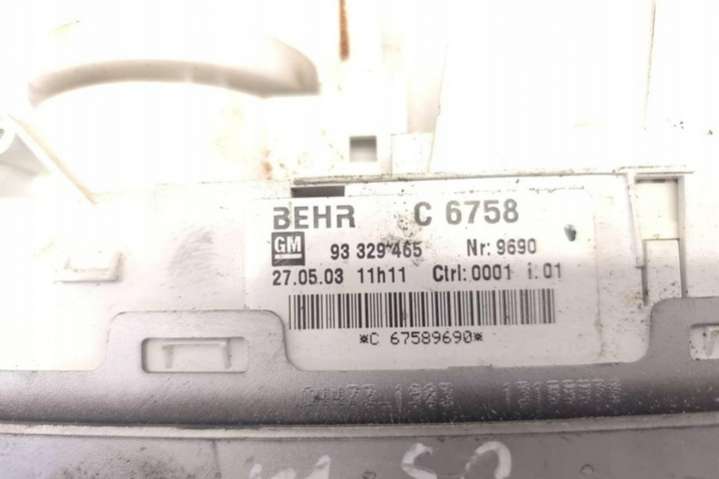 BEHR C 6758
GM 93 329 465 Nr: 9690
27.05.03 11h11 Ctrl: 0001 i.01
*C 67589690*